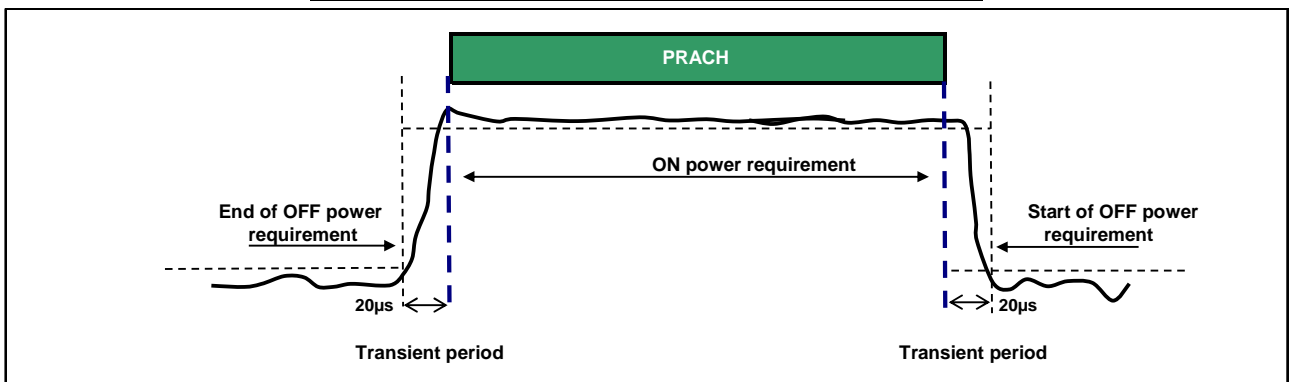 PRACH
ON power requirement
End of OFF power
requirement
Start of OFF power
requirement
20µs
20µs
Transient period
Transient period